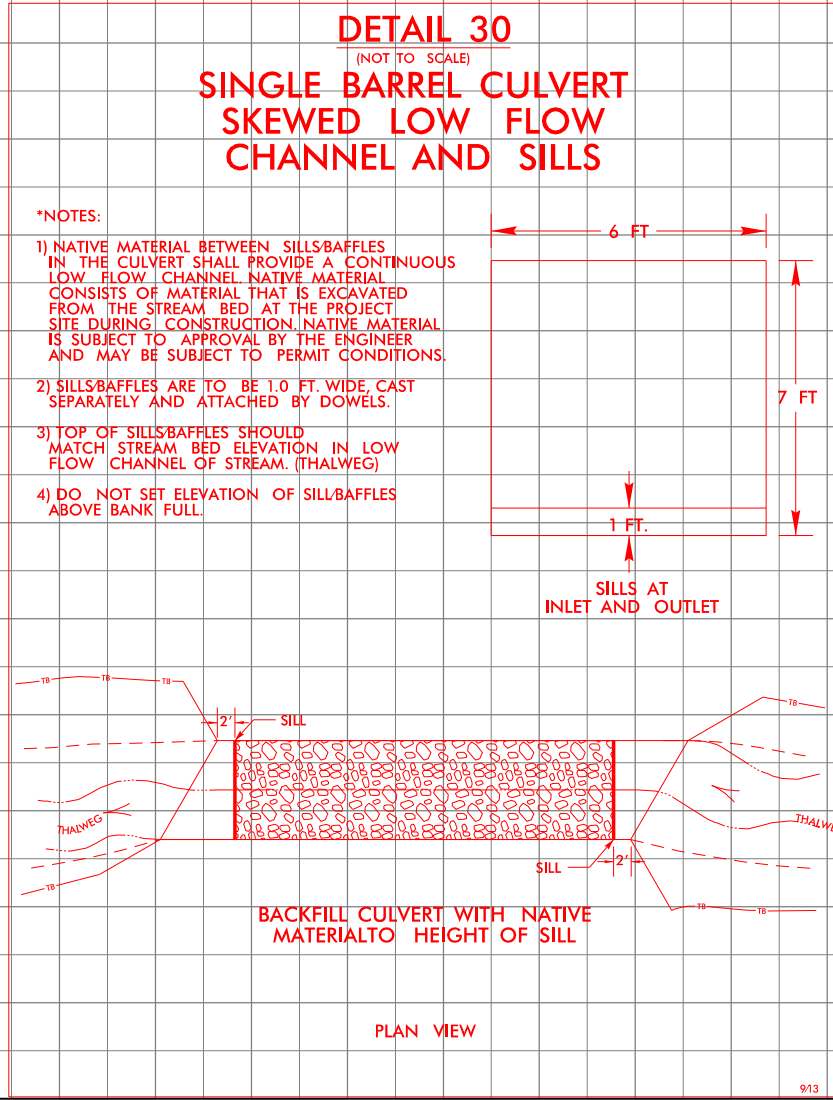 DETAIL 30
(NOT TO SCALE)
SINGLE BARREL CULVERT
SKEWED LOW FLOW
CHANNEL AND SILLS
*NOTES:
1) NATIVE MATERIAL BETWEEN SILLS/BAFFLES
IN THE CULVERT SHALL PROVIDE A CONTINUOUS
LOW FLOW CHANNEL. NATIVE MATERIAL
CONSISTS OF MATERIAL THAT IS EXCAVATED
FROM THE STREAM BED AT THE PROJECT
SITE DURING CONSTRUCTION. NATIVE MATERIAL
IS SUBJECT TO APPROVAL BY THE ENGINEER
AND MAY BE SUBJECT TO PERMIT CONDITIONS.
2) SILLS/BAFFLES ARE TO BE 1.0 FT. WIDE, CAST
SEPARATELY AND ATTACHED BY DOWELS.
3) TOP OF SILLS/BAFFLES SHOULD
MATCH STREAM BED ELEVATION IN LOW
FLOW CHANNEL OF STREAM. (THALWEG)
4) DO NOT SET ELEVATION OF SILL/BAFFLES
ABOVE BANK FULL.
6 FT
7 FT
1 FT.
SILLS AT
INLET AND OUTLET
TB
TB
TB
2'
SILL
TB
THALWEG
THALWE
TB
SILL
2'
TB
TB
BACKFILL CULVERT WITH NATIVE
MATERIALTO HEIGHT OF SILL
PLAN VIEW
9/13